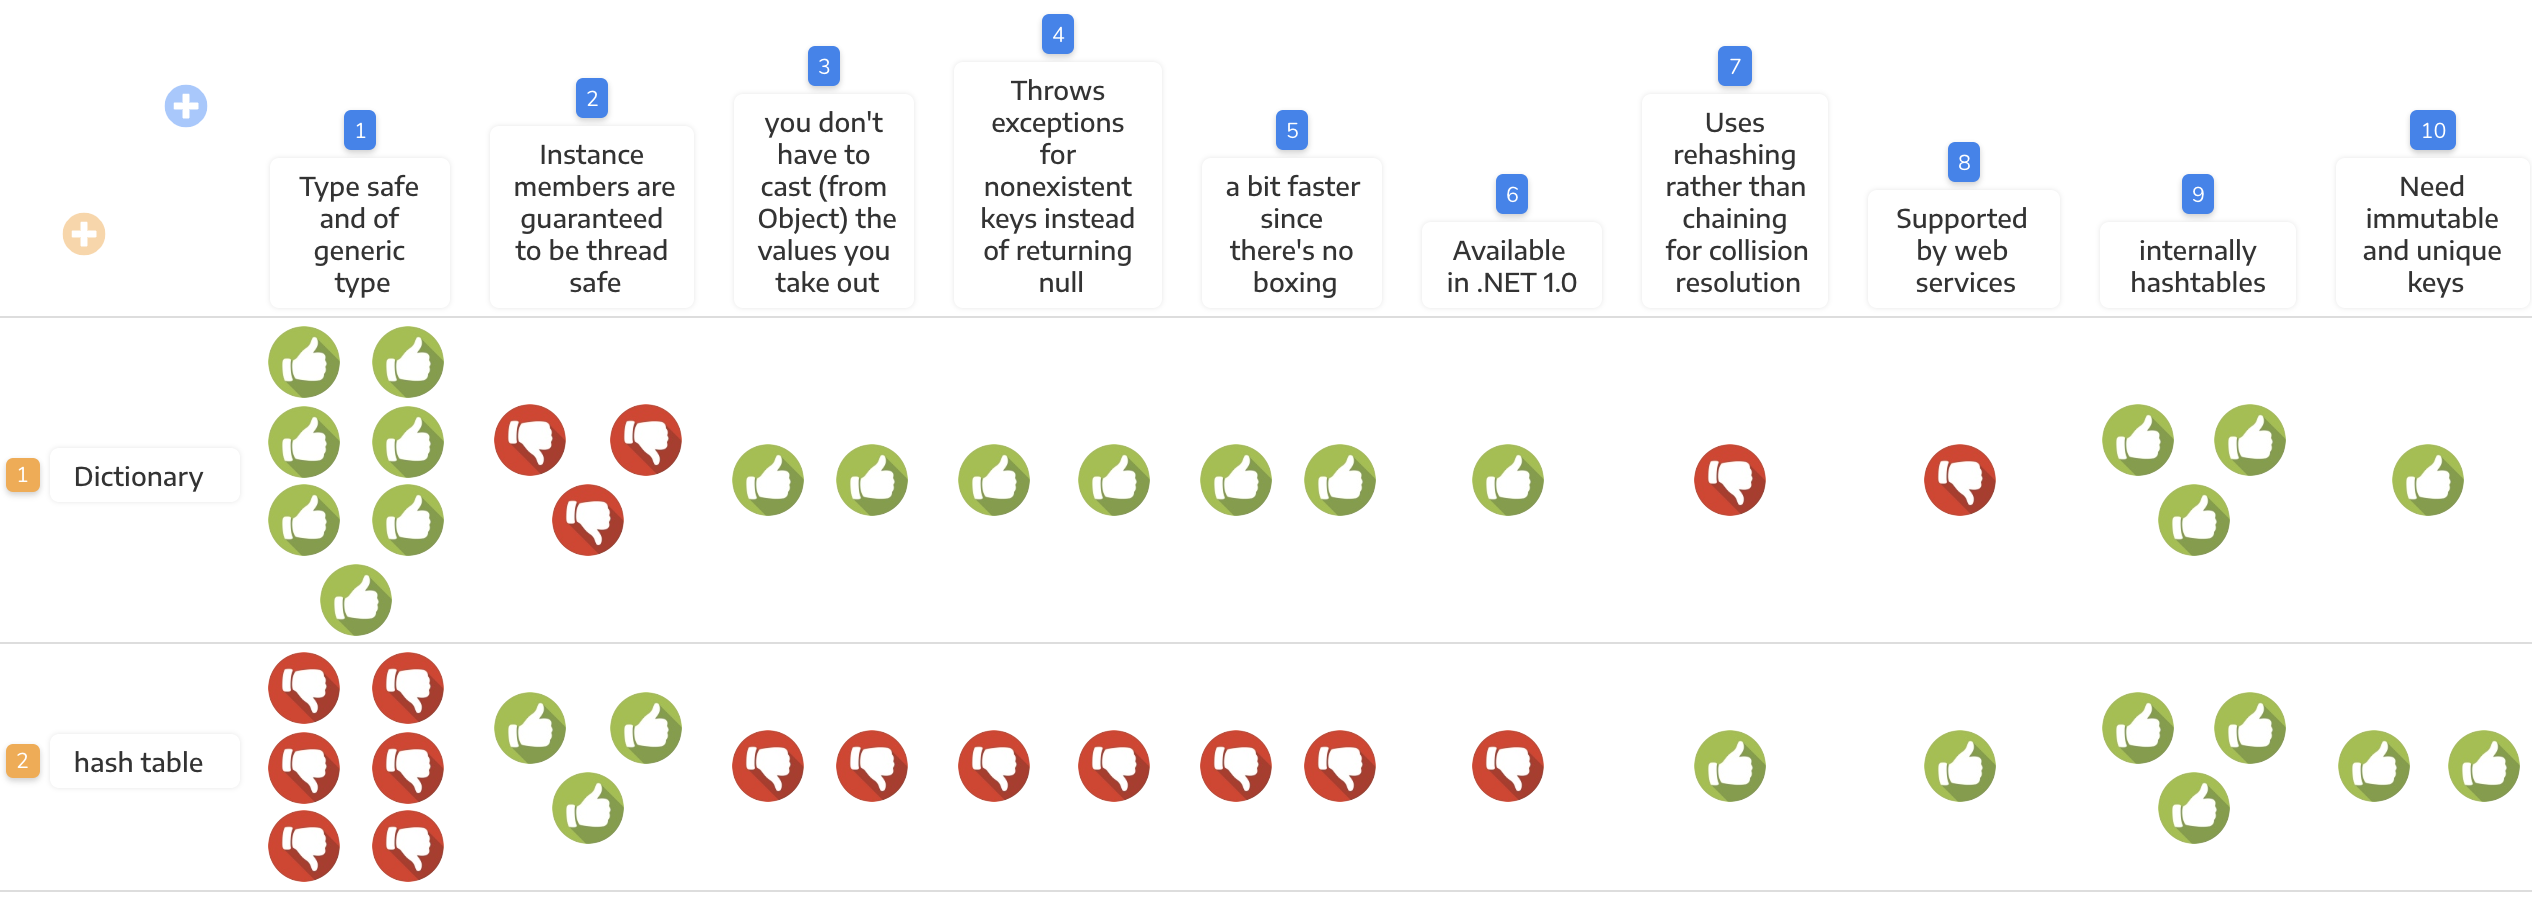 1
Type safe
and of
generic
type
2
Instance
members are
guaranteed
to be thread
safe
3
you don't
have to
cast (from
Object) the
values you
take out
4
Throws
exceptions
for
nonexistent
keys instead
of returning
null
5
a bit faster
since
there's no
boxing
6
Available
in .NET 1.0
7
Uses
rehashing
rather than
chaining
for collision
resolution
8
Supported
by web
services
9
internally
hashtables
10
Need
immutable
and unique
keys
1
Dictionary
2
hash table